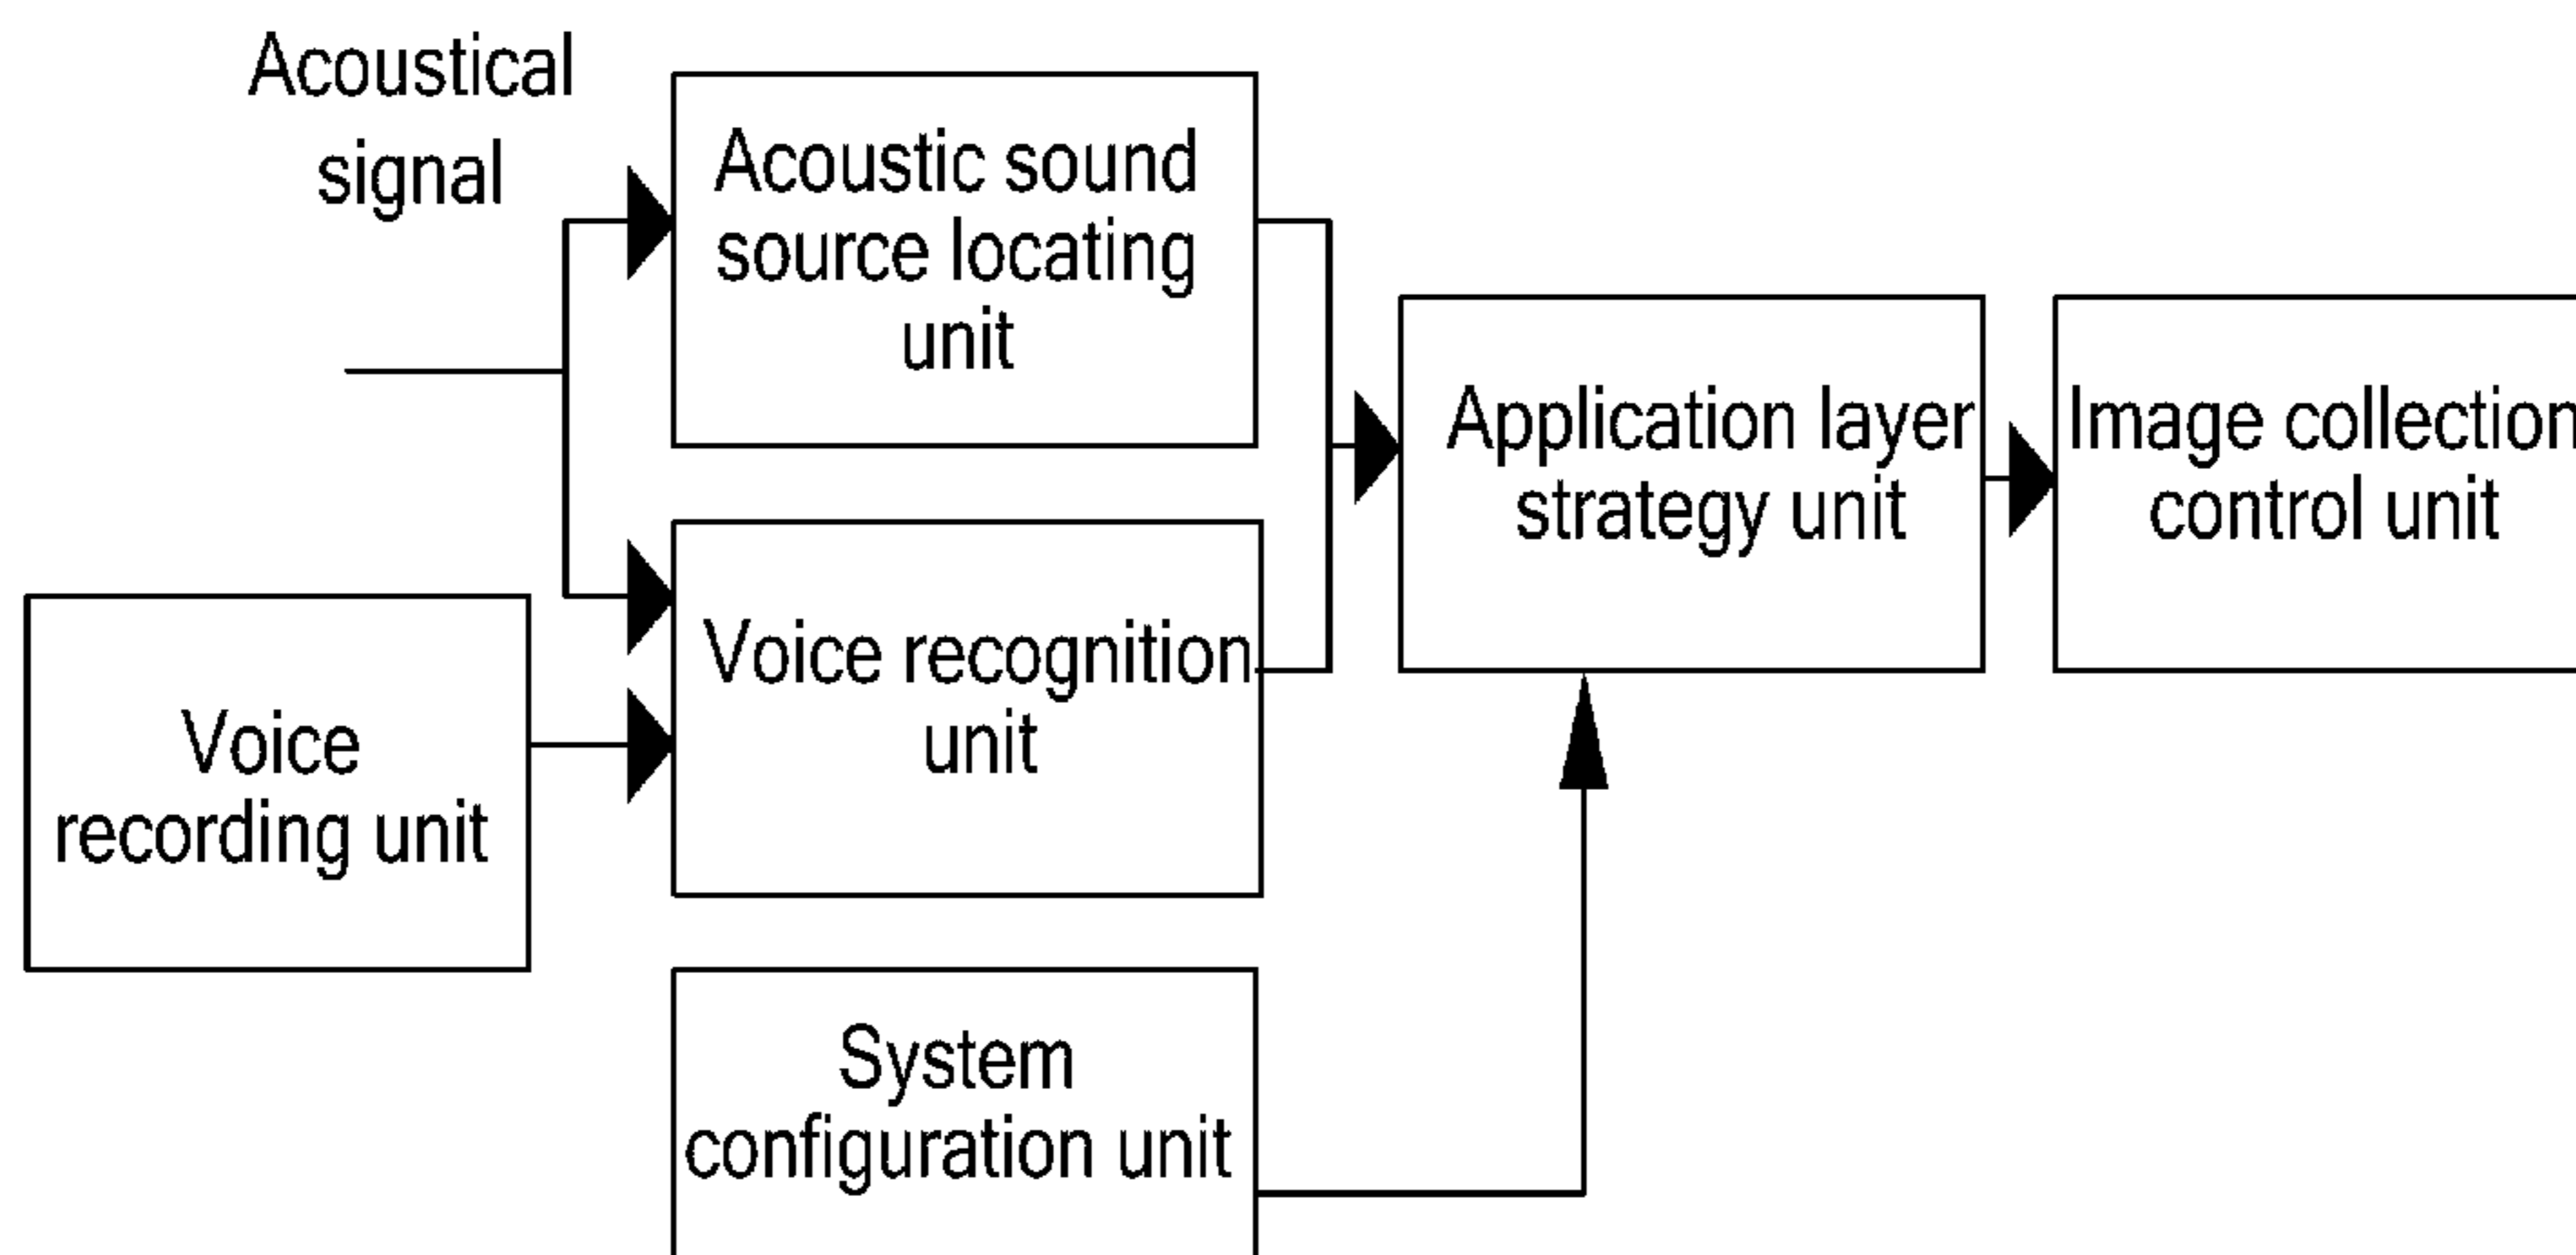 Acoustical
signal
Acoustic sound
source locating
unit
Application layer
strategy unit
Image collection
control unit
Voice recognition
unit
Voice
recording unit
System
configuration unit